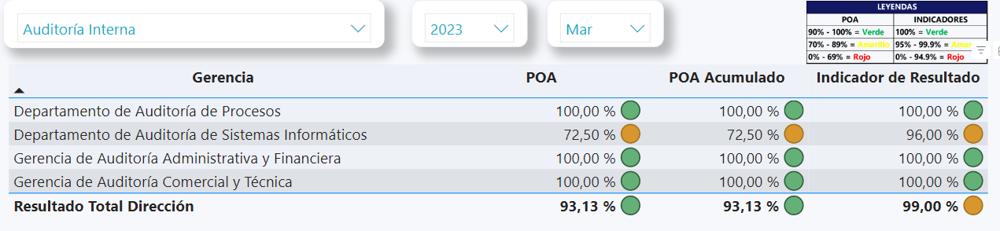 LEYENDAS
POA INDICADORES
90% - 100% = Verde 100% = Verde
70% - 89% = Amarillo 95% - 99.9% =
0% - 69% = Rojo 0% - 94.9% = Rojo
Auditoría Interna 2023 Mar
Gerencia POA POA Acumulado Indicador de Resultado
Departamento de Auditoría de Procesos 100,00 % 100,00 % 100,00 %
Departamento de Auditoría de Sistemas Informáticos 72,50 % 72,50 % 96,00 %
Gerencia de Auditoría Administrativa y Financiera 100,00 % 100,00 % 100,00 %
Gerencia de Auditoría Comercial y Técnica 100,00 % 100,00 % 100,00 %
Resultado Total Dirección 93,13 % 93,13 % 99,00 %